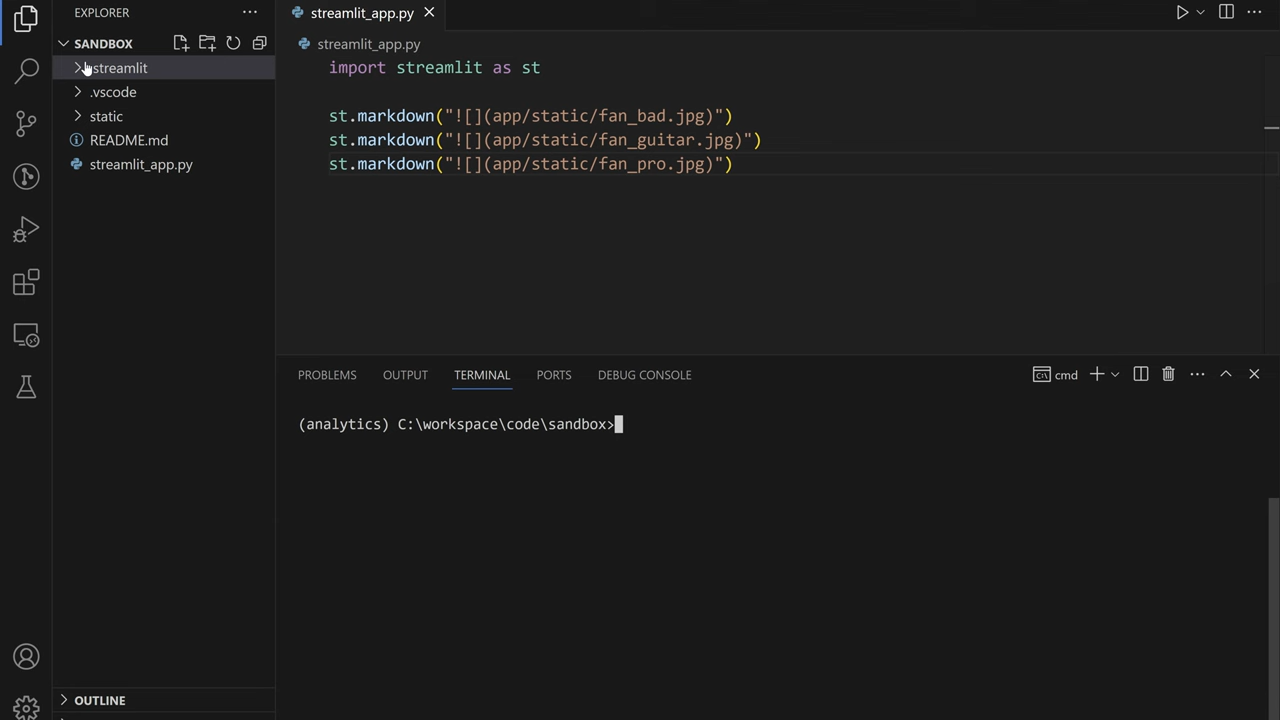 EXPLORER
SANDBOX
streamlit
.vscode
static
README.md
streamlit_app.py
OUTLINE
streamlit_app.py
streamlit_app.py
import streamlit as st
st.markdown("![](app/static/fan_bad.jpg)")
st.markdown("![](app/static/fan_guitar.jpg)")
st.markdown("![](app/static/fan_pro.jpg)")
PROBLEMS OUTPUT TERMINAL PORTS DEBUG CONSOLE
cmd
(analytics) C:\workspace\code\sandbox>